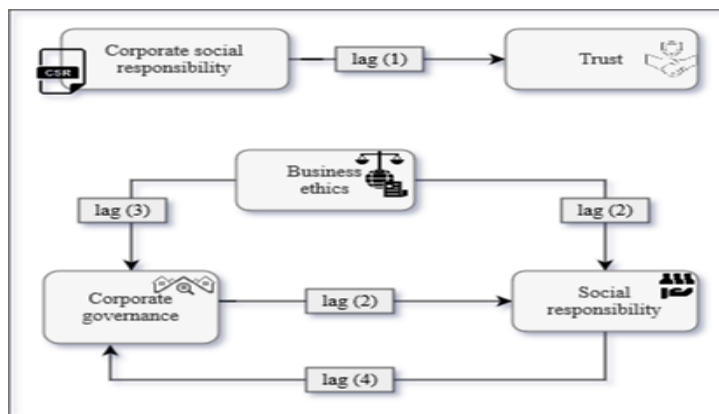 Corporate social
responsibility
CSR
lag (1)
Trust
Business
ethics
lag (3)
lag (2)
Corporate
governance
lag (2)
Social
responsibility
lag (4)